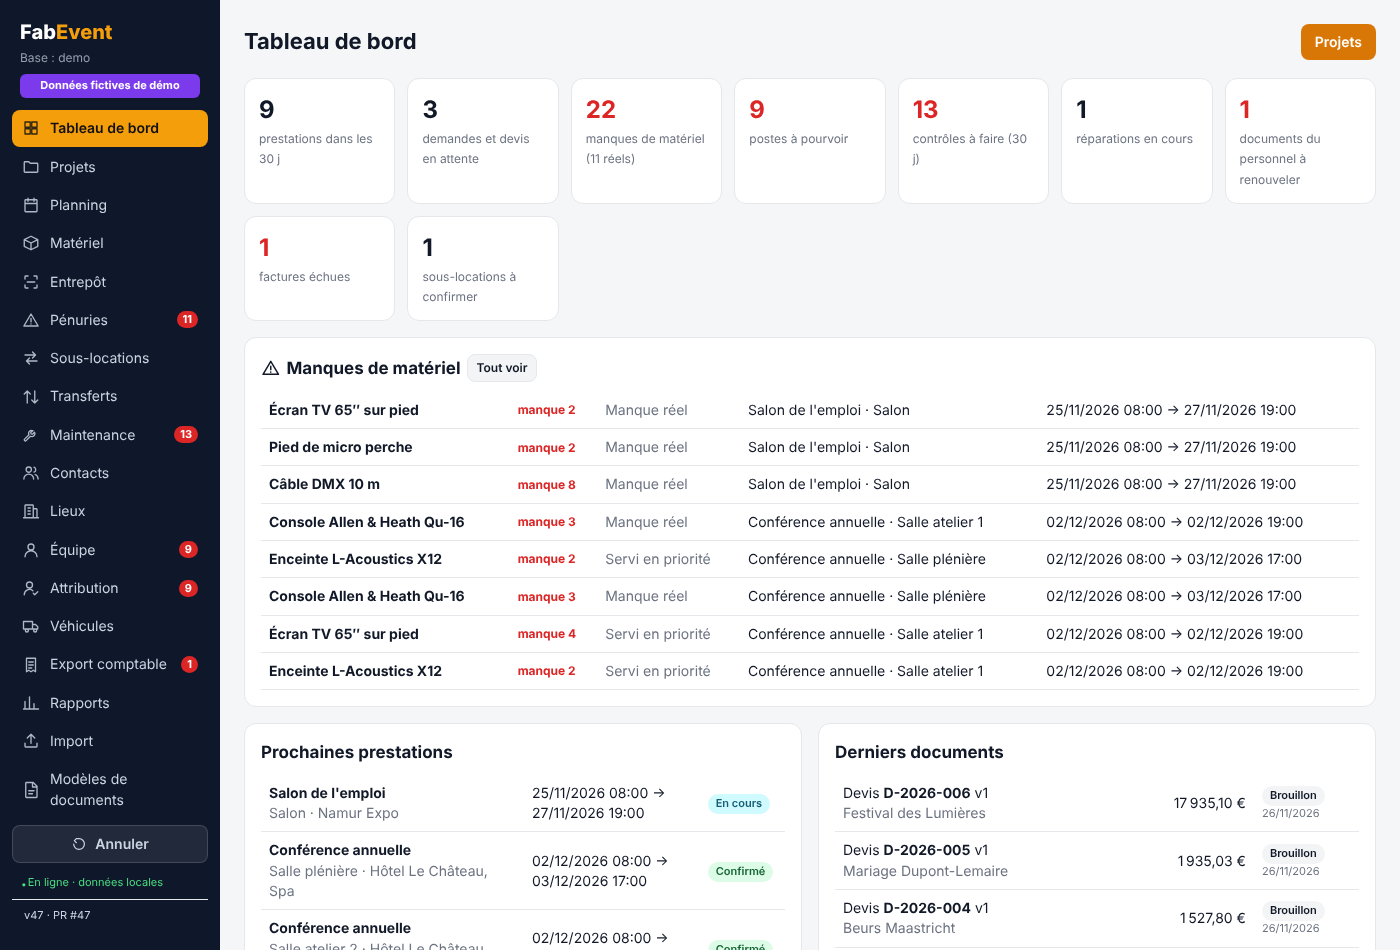 FabEvent
Base : demo
Données fictives de démo
Tableau de bord
Projets
Planning
Matériel
Entrepôt
Pénuries 11
Sous-locations
Transferts
Maintenance 13
Contacts
Lieux
Équipe 9
Attribution 9
Véhicules
Export comptable 1
Rapports
Import
Modèles de
documents
Annuler
En ligne · données locales
v47 · PR #47
Tableau de bord
Projets
9
prestations dans les
30 j
3
demandes et devis
en attente
22
manques de matériel
(11 réels)
9
postes à pourvoir
13
contrôles à faire (30
j)
1
réparations en cours
1
documents du
personnel à
renouveler
1
factures échues
1
sous-locations à
confirmer
Manques de matériel Tout voir
Écran TV 65″ sur pied manque 2 Manque réel Salon de l'emploi · Salon 25/11/2026 08:00 → 27/11/2026 19:00
Pied de micro perche manque 2 Manque réel Salon de l'emploi · Salon 25/11/2026 08:00 → 27/11/2026 19:00
Câble DMX 10 m manque 8 Manque réel Salon de l'emploi · Salon 25/11/2026 08:00 → 27/11/2026 19:00
Console Allen & Heath Qu-16 manque 3 Manque réel Conférence annuelle · Salle atelier 1 02/12/2026 08:00 → 02/12/2026 19:00
Enceinte L-Acoustics X12 manque 2 Servi en priorité Conférence annuelle · Salle plénière 02/12/2026 08:00 → 03/12/2026 17:00
Console Allen & Heath Qu-16 manque 3 Manque réel Conférence annuelle · Salle plénière 02/12/2026 08:00 → 03/12/2026 17:00
Écran TV 65″ sur pied manque 4 Servi en priorité Conférence annuelle · Salle atelier 1 02/12/2026 08:00 → 02/12/2026 19:00
Enceinte L-Acoustics X12 manque 2 Servi en priorité Conférence annuelle · Salle atelier 1 02/12/2026 08:00 → 02/12/2026 19:00
Prochaines prestations
Salon de l'emploi
Salon · Namur Expo
25/11/2026 08:00 →
27/11/2026 19:00
En cours
Conférence annuelle
Salle plénière · Hôtel Le Château,
Spa
02/12/2026 08:00 →
03/12/2026 17:00
Confirmé
Conférence annuelle
Salle atelier 2 · Hôtel Le Château,
02/12/2026 08:00 →
Confirmé
Derniers documents
Devis D-2026-006 v1
Festival des Lumières
17 935,10 €
Brouillon
26/11/2026
Devis D-2026-005 v1
Mariage Dupont-Lemaire
1 935,03 €
Brouillon
26/11/2026
Devis D-2026-004 v1
Beurs Maastricht
1 527,80 €
Brouillon
26/11/2026